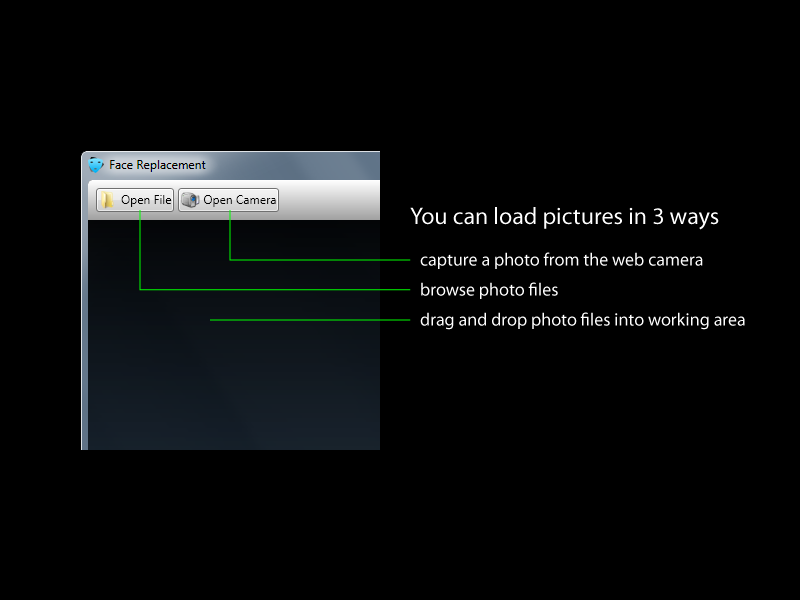 Face Replacement
Open File
Open Camera
You can load pictures in 3 ways
capture a photo from the web camera
browse photo files
drag and drop photo files into working area